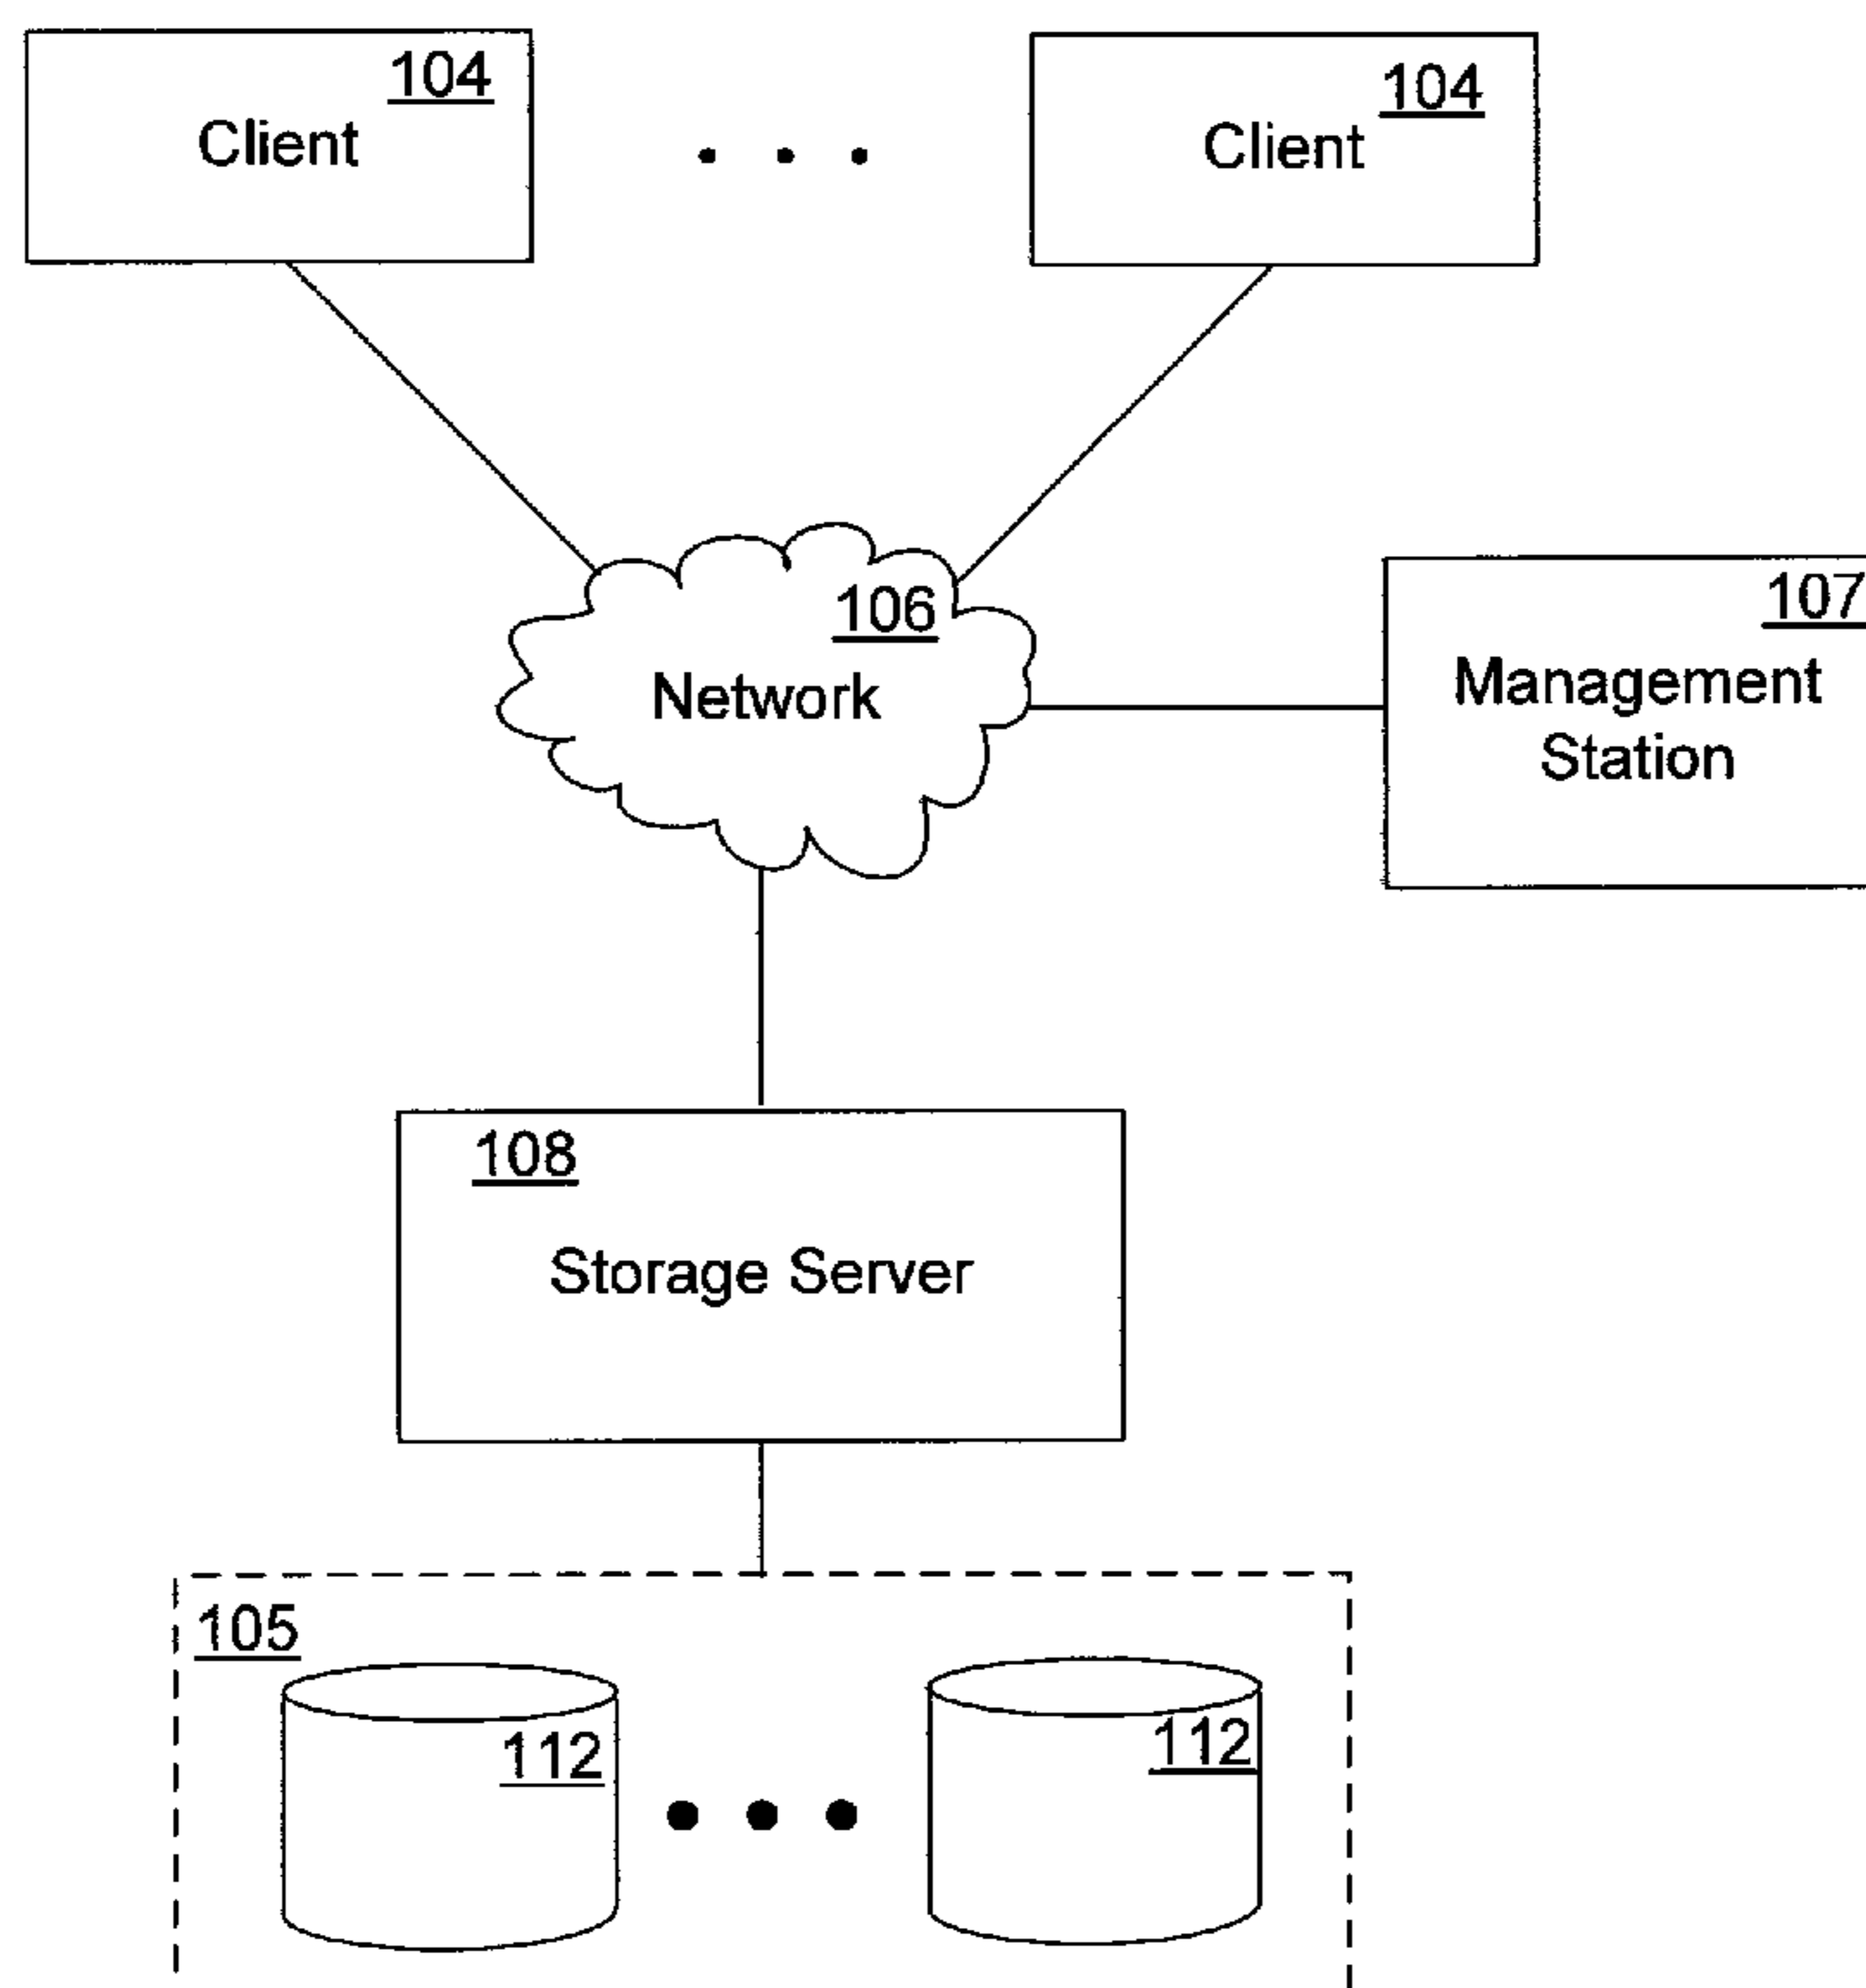 104
Client
104
Client
106
Network
107
Management
Station
108
Storage Server
105
112
112